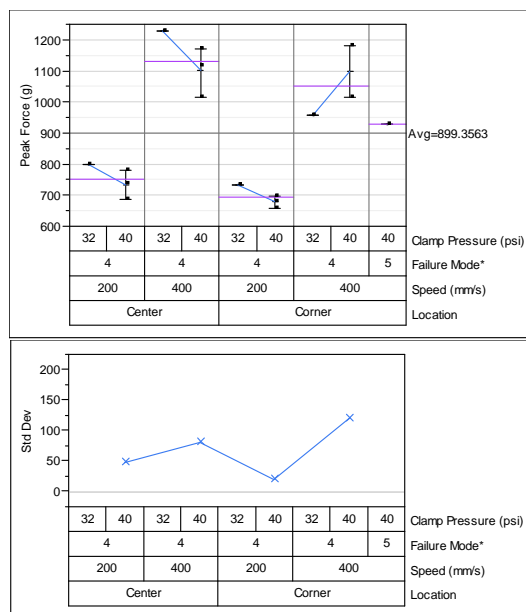 1200
1100
1000
900
800
700
600
Peak Force (g)
Avg=899.3563
32 40 32 40 32 40 32 40 40 Clamp Pressure (psi)
4 4 4 4 5 Failure Mode*
200 400 200 400 Speed (mm/s)
Center Corner Location
200
150
100
50
0
Std Dev
32 40 32 40 32 40 32 40 40 Clamp Pressure (psi)
4 4 4 4 5 Failure Mode*
200 400 200 400 Speed (mm/s)
Center Corner Location